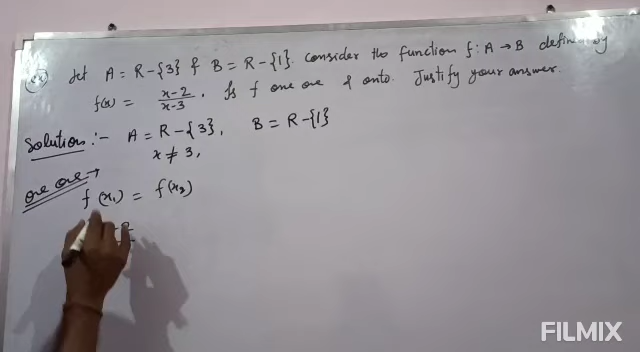 Let A = R-{3} & B = R-{1}. Consider the function f: A → B defined by
f(x) = x-2/x-3. Is f one one & onto. Justify your answer.
Solution:- A = R-{3}, B = R-{1}
x ≠ 3,
one one →
f(x₁) = f(x₂)
FILMIX